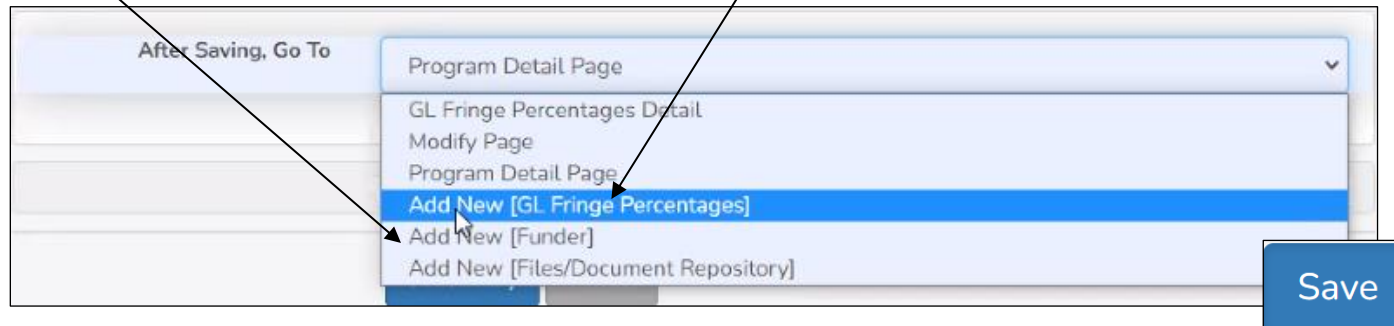 After Saving, Go To
Program Detail Page
GL Fringe Percentages Detail
Modify Page
Program Detail Page
Add New [GL Fringe Percentages]
Add New [Funder]
Add New [Files/Document Repository]
Save